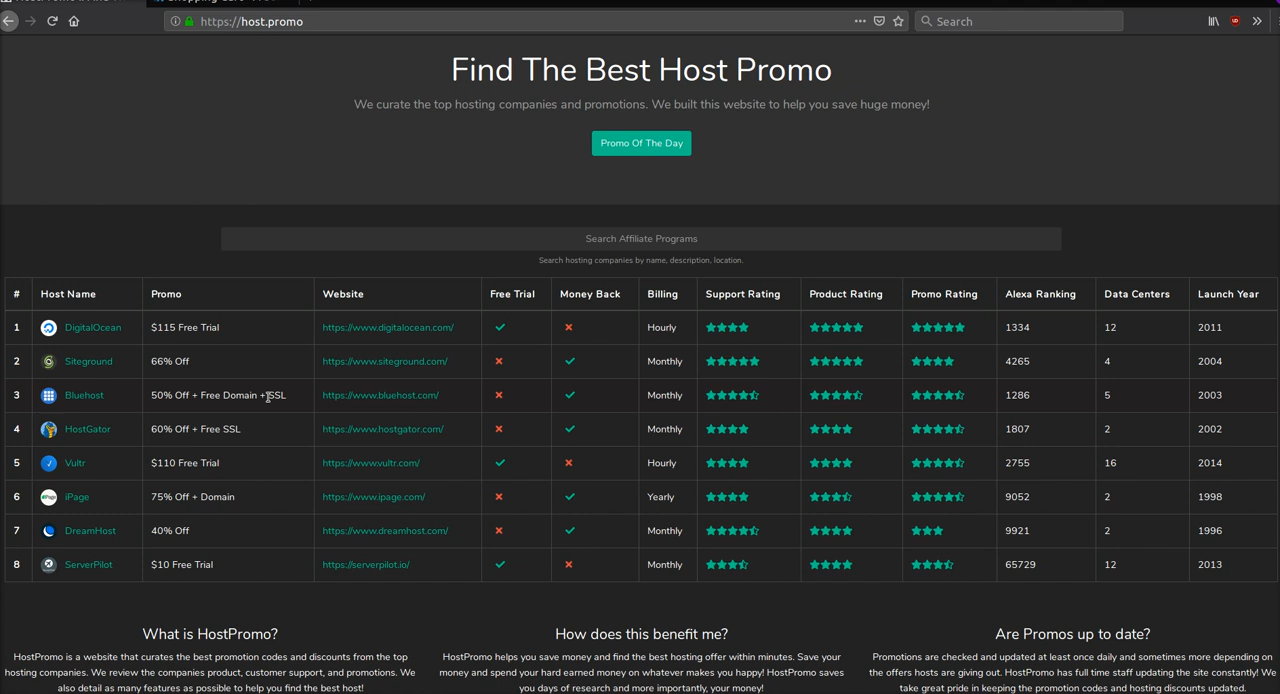 https://host.promo
Search
Find The Best Host Promo
We curate the top hosting companies and promotions. We built this website to help you save huge money!
Promo Of The Day
Search Affiliate Programs
Search hosting companies by name, description, location.
# Host Name Promo Website Free Trial Money Back Billing Support Rating Product Rating Promo Rating Alexa Ranking Data Centers Launch Year
1 DigitalOcean $115 Free Trial https://www.digitalocean.com/ Hourly 1334 12 2011
2 Siteground 66% Off https://www.siteground.com/ Monthly 4265 4 2004
3 Bluehost 50% Off + Free Domain + SSL https://www.bluehost.com/ Monthly 1286 5 2003
4 HostGator 60% Off + Free SSL https://www.hostgator.com/ Monthly 1807 2 2002
5 Vultr $110 Free Trial https://www.vultr.com/ Hourly 2755 16 2014
6 iPage 75% Off + Domain https://www.ipage.com/ Yearly 9052 2 1998
7 DreamHost 40% Off https://www.dreamhost.com/ Monthly 9921 2 1996
8 ServerPilot $10 Free Trial https://serverpilot.io/ Monthly 65729 12 2013
What is HostPromo?
HostPromo is a website that curates the best promotion codes and discounts from the top
hosting companies. We review the companies product, customer support, and promotions. We
also detail as many features as possible to help you find the best host!
How does this benefit me?
HostPromo helps you save money and find the best hosting offer within minutes. Save your
money and spend your hard earned money on whatever makes you happy! HostPromo saves
you days of research and more importantly, your money!
Are Promos up to date?
Promotions are checked and updated at least once daily and sometimes more depending on
the offers hosts are giving out. HostPromo has full time staff updating the site constantly! We
take great pride in keeping the promotion codes and hosting discounts updated.